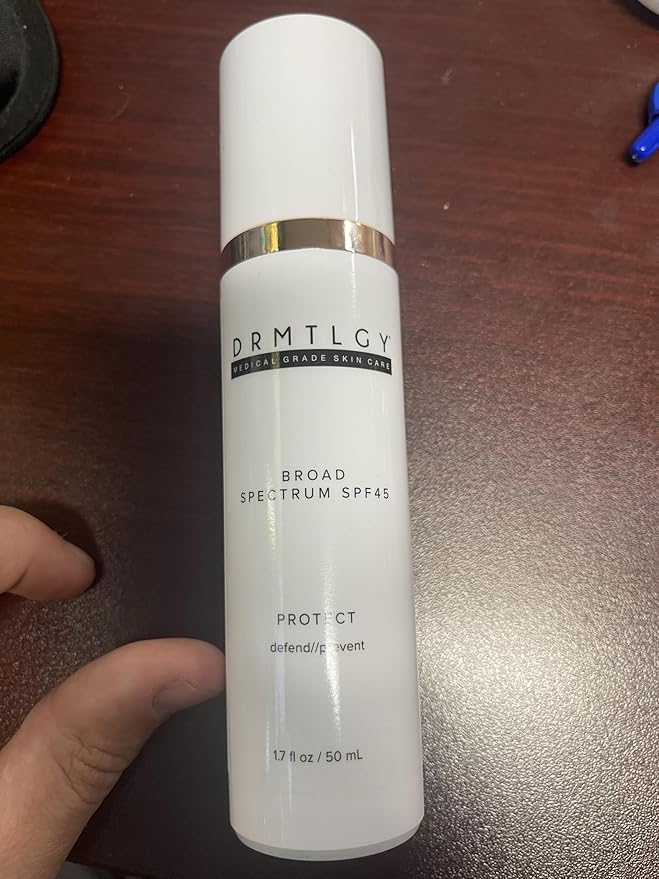 DRMTLGY
MEDICAL GRADE SKIN CARE
BROAD
SPECTRUM SPF45
PROTECT
defend//prevent
1.7 fl oz / 50 mL